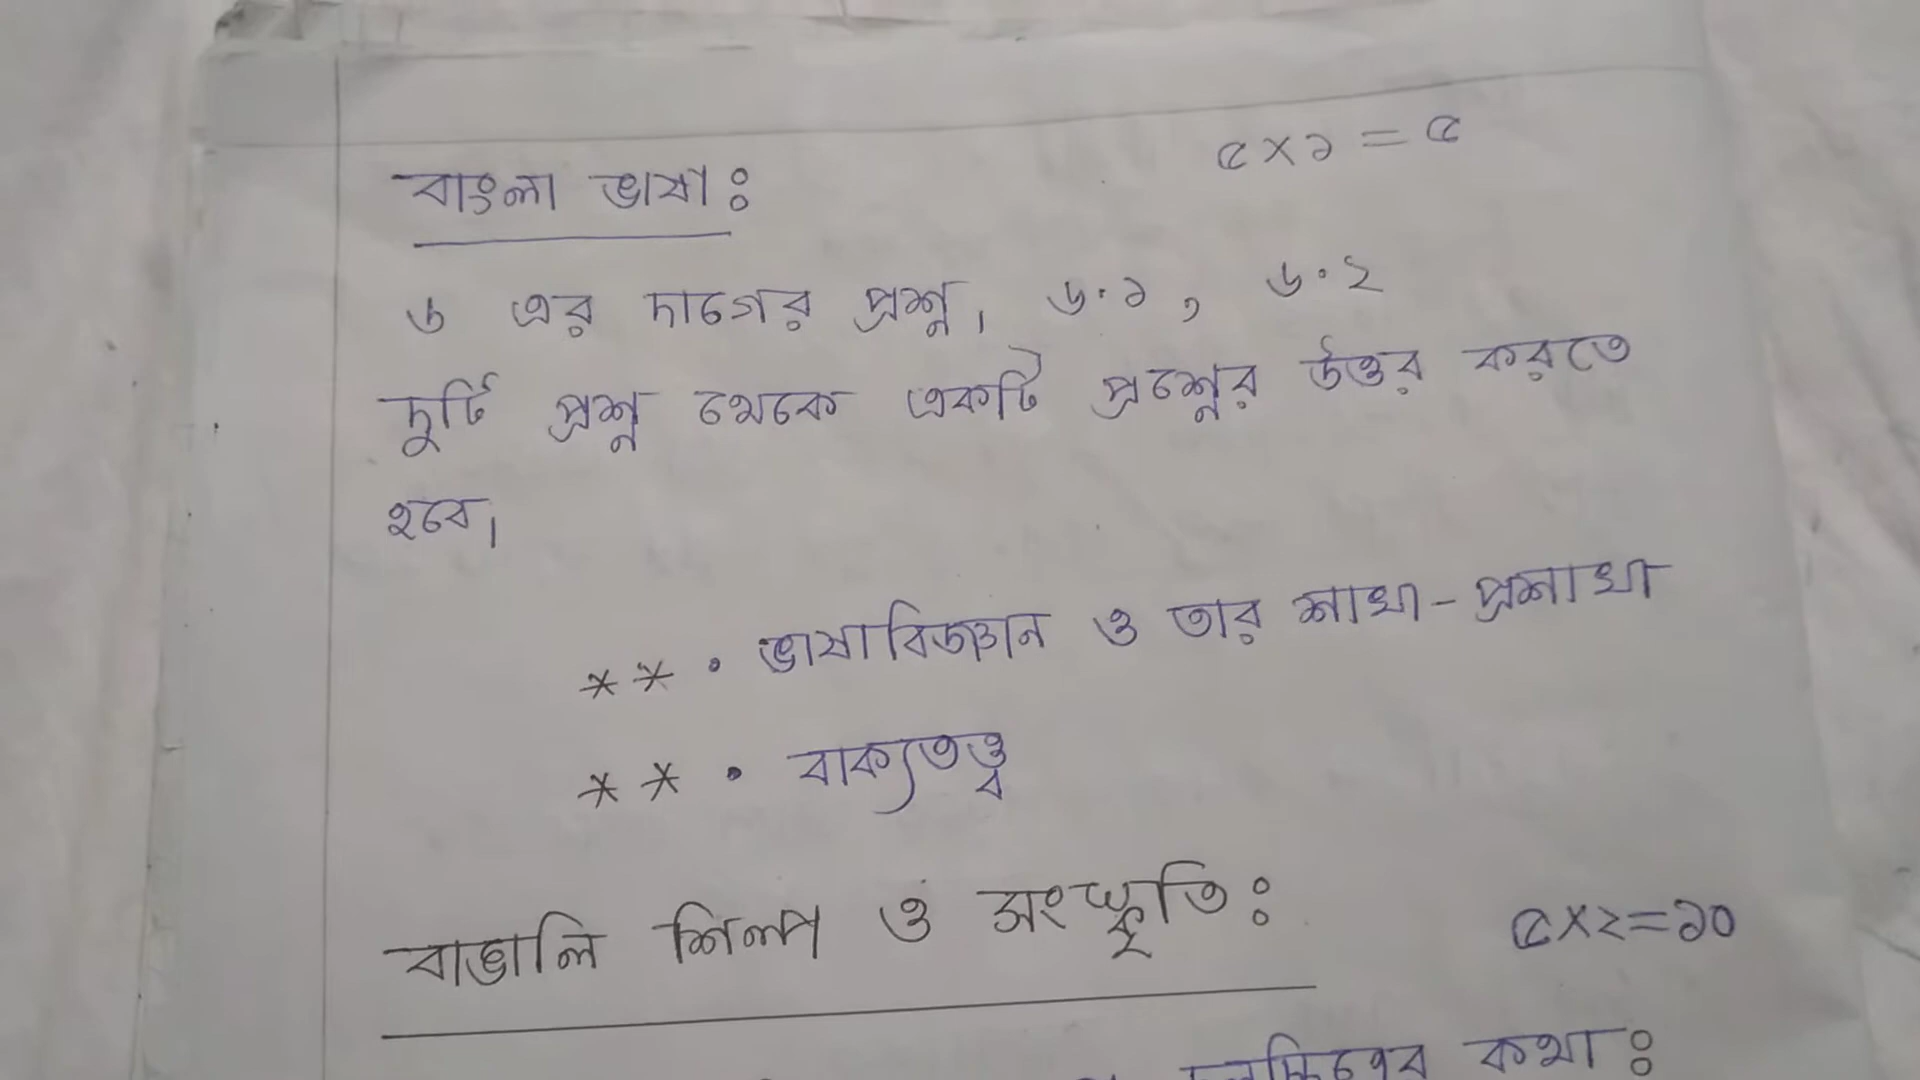 ৫×১ = ৫
বাংলা ভাষা ঃ
৬ এর দাগের প্রশ্ন। ৬.১, ৬.২
দুটি প্রশ্ন থেকে একটি প্রশ্নের উত্তর করতে
হবে।
** • ভাষাবিজ্ঞান ও তার শাখা - প্রশাখা
** • বাক্যতত্ত্ব
বাঙালি শিল্প ও সংস্কৃতি ঃ ৫×২=১০
কথা ঃ